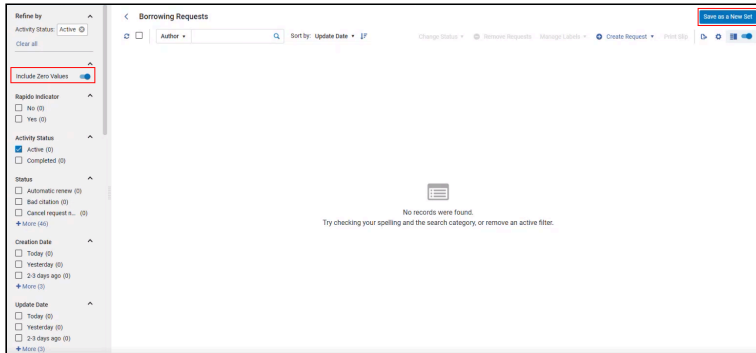 Refine by
Activity Status: Active
Clear all
Include Zero Values
Rapido Indicator
No (0)
Yes (0)
Activity Status
Active (0)
Completed (0)
Status
Automatic renew (0)
Bad citation (0)
Cancel request n... (0)
+ More (46)
Creation Date
Today (0)
Yesterday (0)
2-3 days ago (0)
+ More (3)
Update Date
Today (0)
Yesterday (0)
2-3 days ago (0)
+ More (3)
Borrowing Requests
Save as a New Set
Author Sort by: Update Date Change Status Remove Requests Manage Labels Create Request Print Slip
No records were found.
Try checking your spelling and the search category, or remove an active filter.